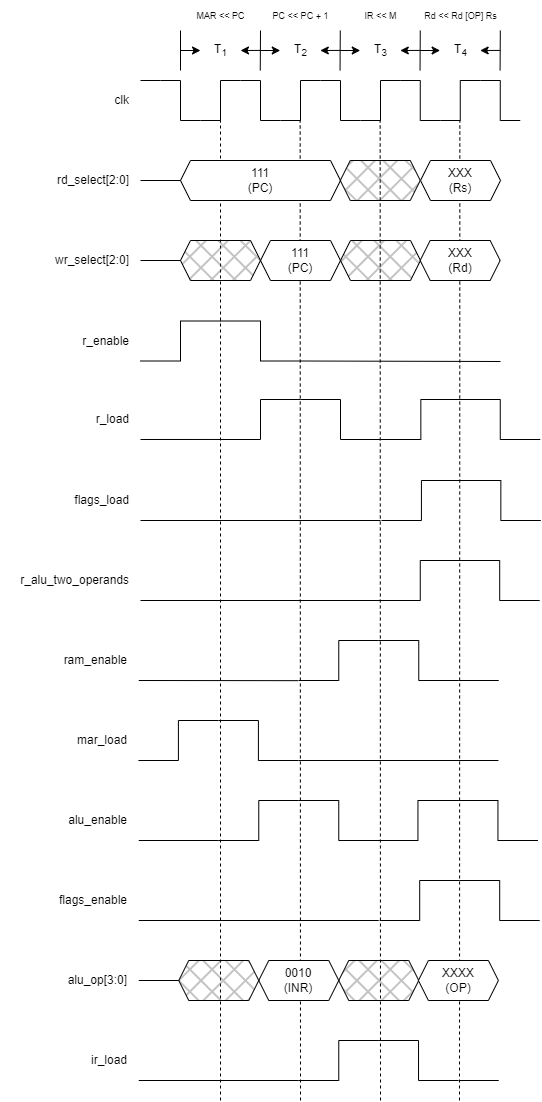 MAR << PC
PC << PC + 1
IR << M
Rd << Rd [OP] Rs
T1
T2
T3
T4
clk
rd_select[2:0]
111
(PC)
XXX
(Rs)
wr_select[2:0]
111
(PC)
XXX
(Rd)
r_enable
r_load
flags_load
r_alu_two_operands
ram_enable
mar_load
alu_enable
flags_enable
alu_op[3:0]
0010
(INR)
XXXX
(OP)
ir_load